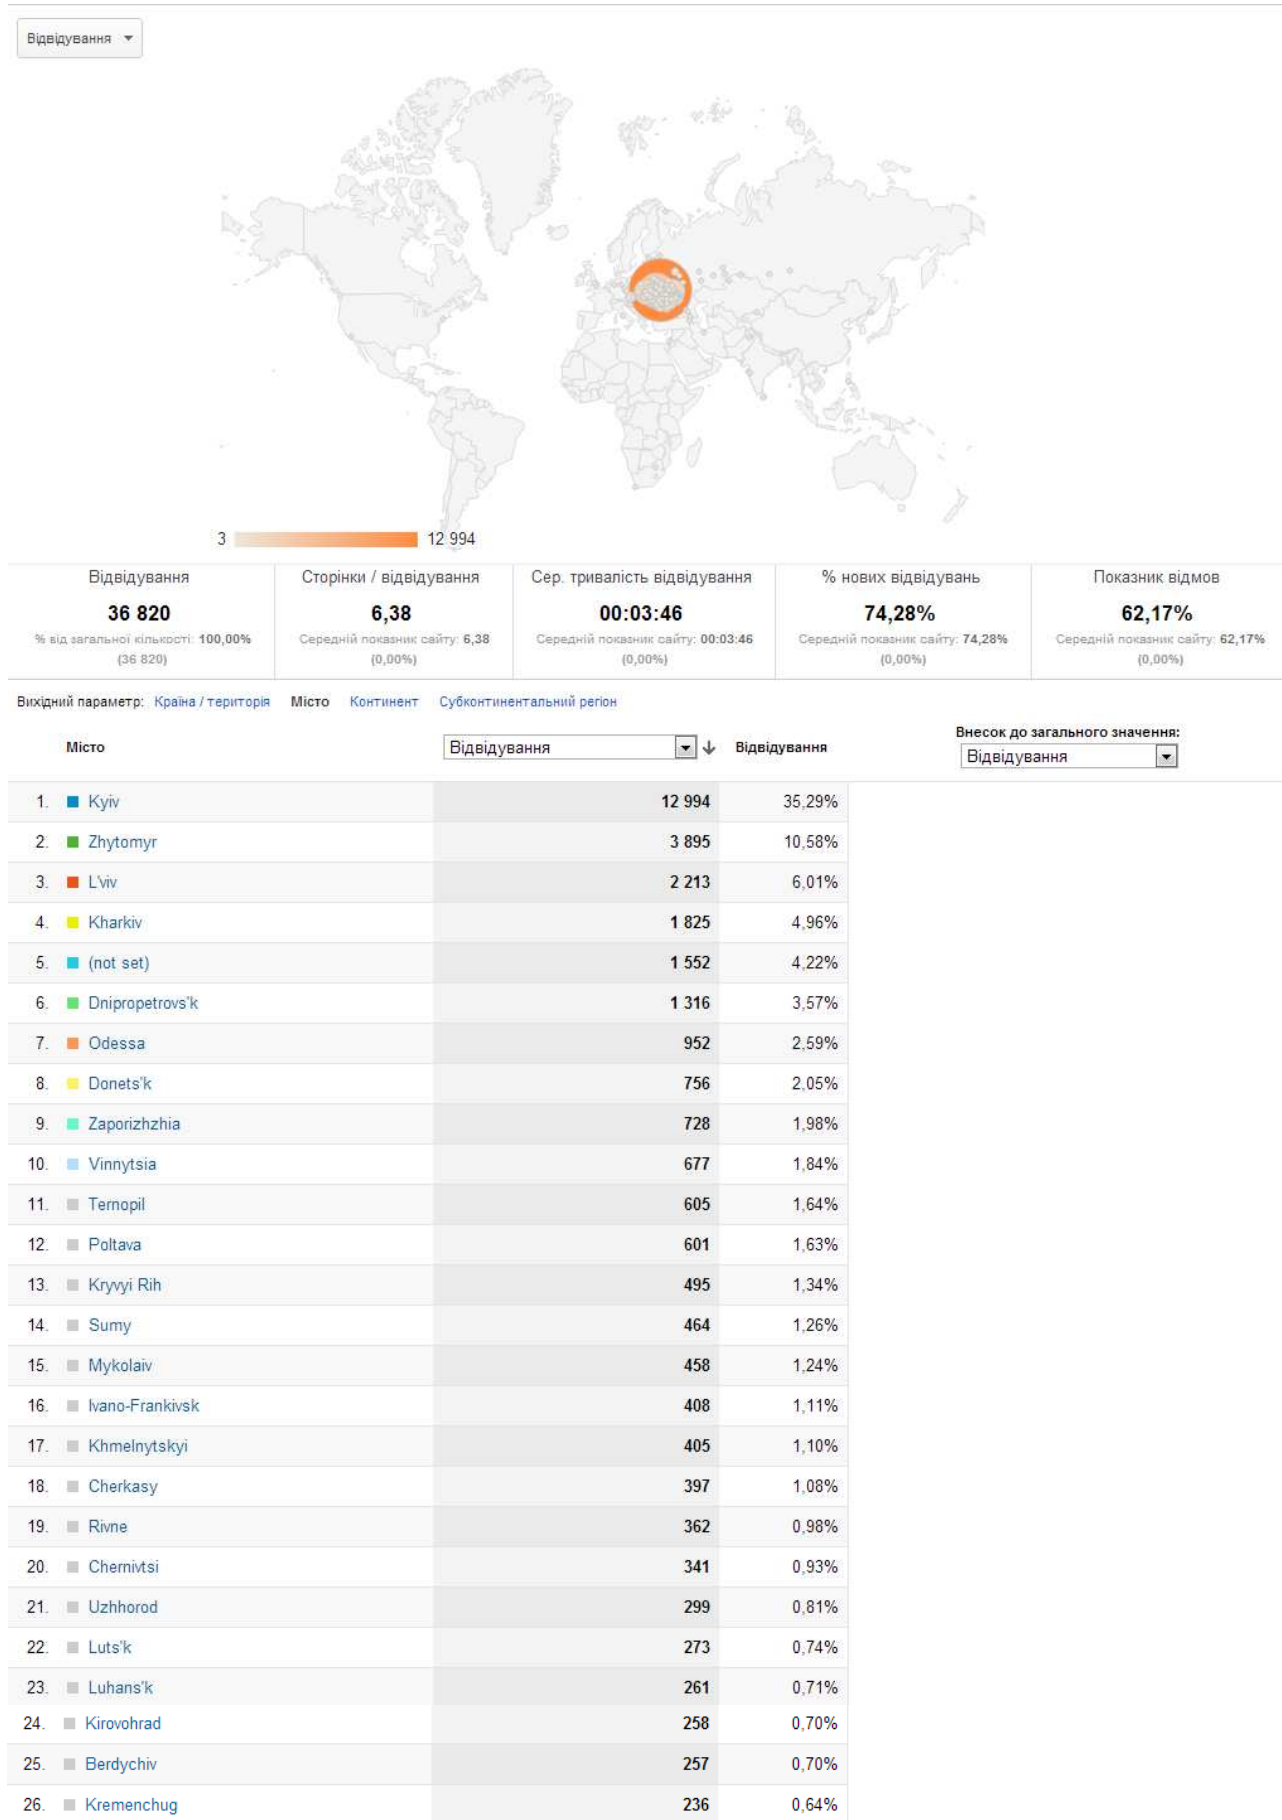 Відвідування
3 12 994
Відвідування Сторінки / відвідування Сер. тривалість відвідування % нових відвідувань Показник відмов
36 820 6,38 00:03:46 74,28% 62,17%
% від загальної кількості: 100,00% Середній показник сайту: 6,38 Середній показник сайту: 00:03:46 Середній показник сайту: 74,28% Середній показник сайту: 62,17%
(36 820) (0,00%) (0,00%) (0,00%) (0,00%)
Вихідний параметр: Країна / територія Місто Континент Субконтинентальний регіон
Місто Відвідування Відвідування Внесок до загального значення:
Відвідування
1. Kyiv 12 994 35,29%
2. Zhytomyr 3 895 10,58%
3. L'viv 2 213 6,01%
4. Kharkiv 1 825 4,96%
5. (not set) 1 552 4,22%
6. Dnipropetrovs'k 1 316 3,57%
7. Odessa 952 2,59%
8. Donets'k 756 2,05%
9. Zaporizhzhia 728 1,98%
10. Vinnytsia 677 1,84%
11. Ternopil 605 1,64%
12. Poltava 601 1,63%
13. Kryvyi Rih 495 1,34%
14. Sumy 464 1,26%
15. Mykolaiv 458 1,24%
16. Ivano-Frankivsk 408 1,11%
17. Khmelnytskyi 405 1,10%
18. Cherkasy 397 1,08%
19. Rivne 362 0,98%
20. Chernivtsi 341 0,93%
21. Uzhhorod 299 0,81%
22. Luts'k 273 0,74%
23. Luhans'k 261 0,71%
24. Kirovohrad 258 0,70%
25. Berdychiv 257 0,70%
26. Kremenchug 236 0,64%